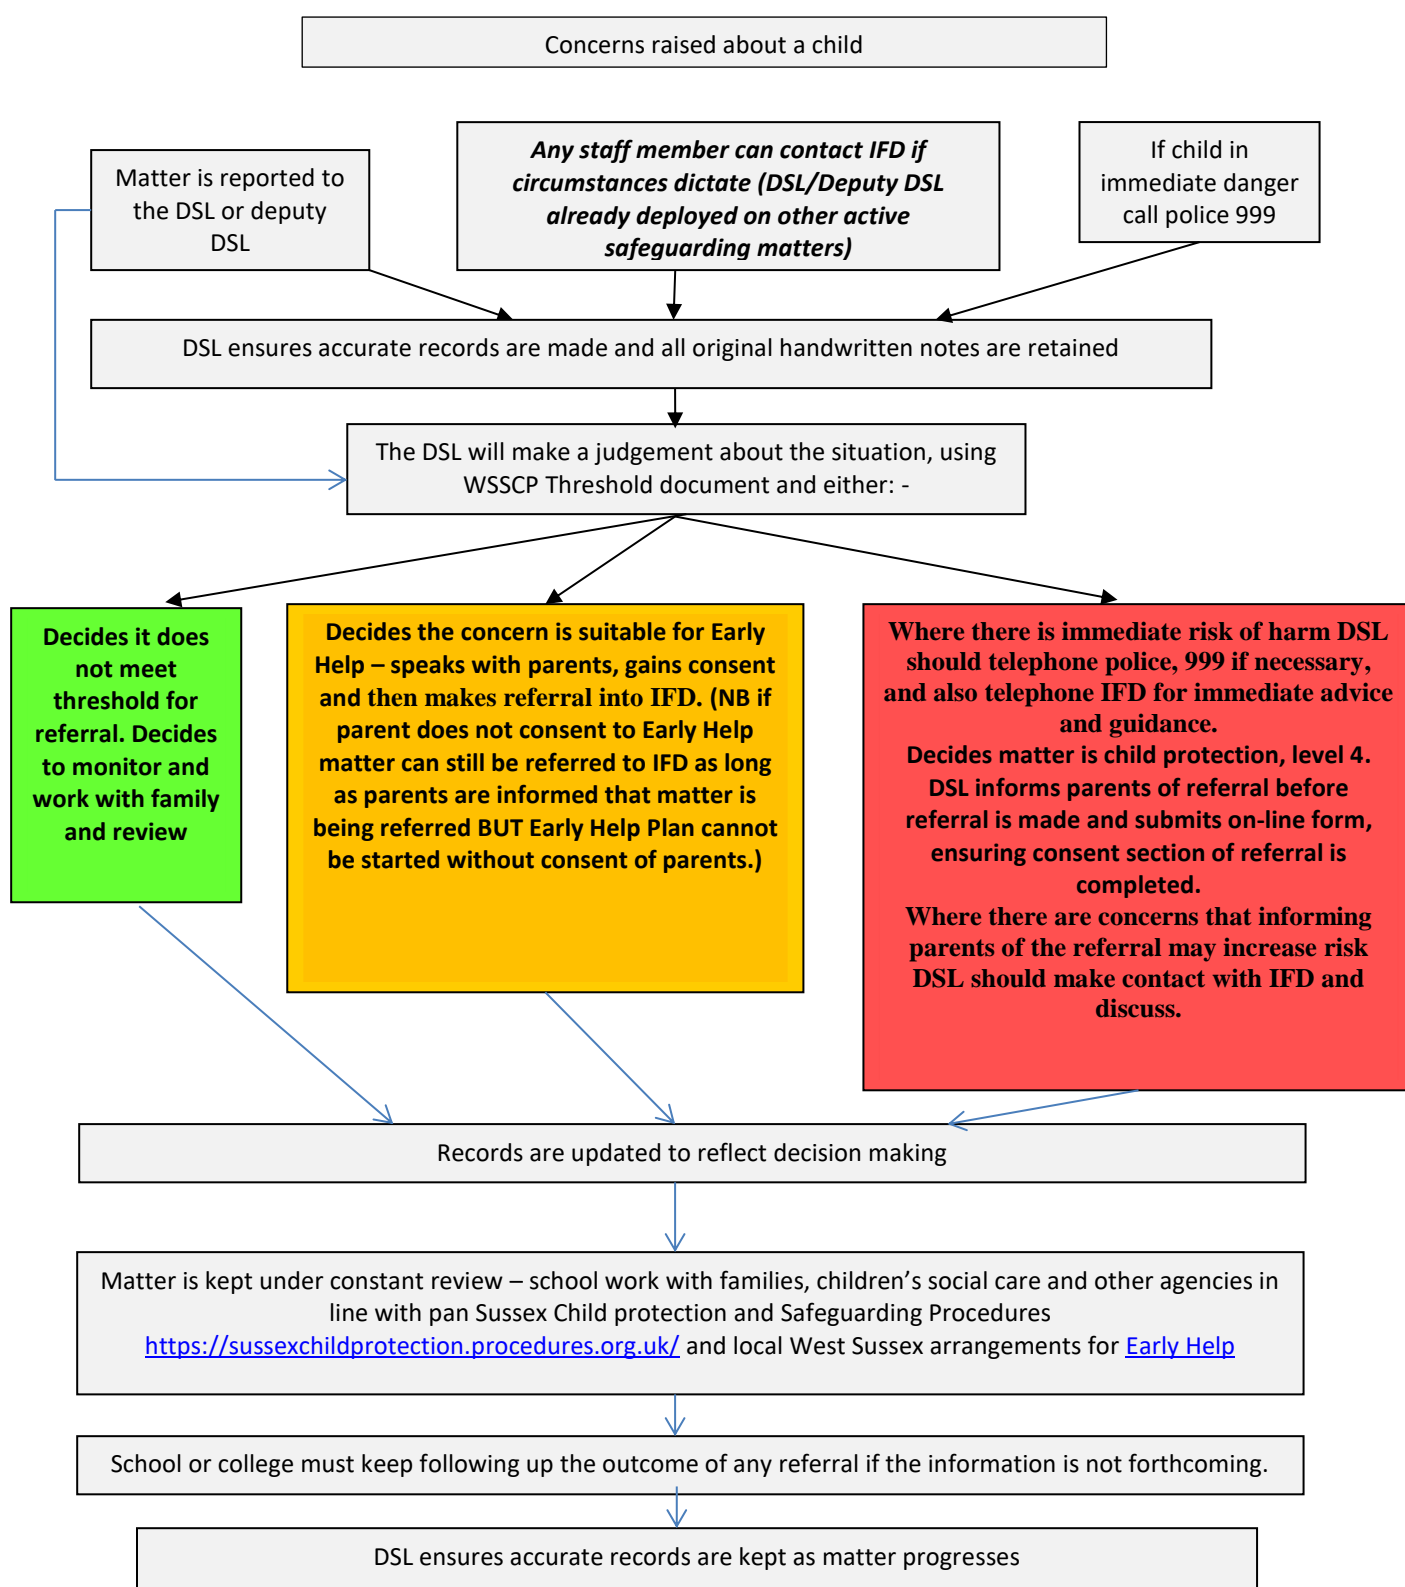 Concerns raised about a child
Matter is reported to
the DSL or deputy
DSL
Any staff member can contact IFD if
circumstances dictate (DSL/Deputy DSL
already deployed on other active
safeguarding matters)
If child in
immediate danger
call police 999
DSL ensures accurate records are made and all original handwritten notes are retained
The DSL will make a judgement about the situation, using
WSSCP Threshold document and either: -
Decides it does
not meet
threshold for
referral. Decides
to monitor and
work with family
and review
Decides the concern is suitable for Early
Help – speaks with parents, gains consent
and then makes referral into IFD. (NB if
parent does not consent to Early Help
matter can still be referred to IFD as long
as parents are informed that matter is
being referred BUT Early Help Plan cannot
be started without consent of parents.)
Where there is immediate risk of harm DSL
should telephone police, 999 if necessary,
and also telephone IFD for immediate advice
and guidance.
Decides matter is child protection, level 4.
DSL informs parents of referral before
referral is made and submits on-line form,
ensuring consent section of referral is
completed.
Where there are concerns that informing
parents of the referral may increase risk
DSL should make contact with IFD and
discuss.
Records are updated to reflect decision making
Matter is kept under constant review – school work with families, children’s social care and other agencies in
line with pan Sussex Child protection and Safeguarding Procedures
https://sussexchildprotection.procedures.org.uk/ and local West Sussex arrangements for Early Help
School or college must keep following up the outcome of any referral if the information is not forthcoming.
DSL ensures accurate records are kept as matter progresses